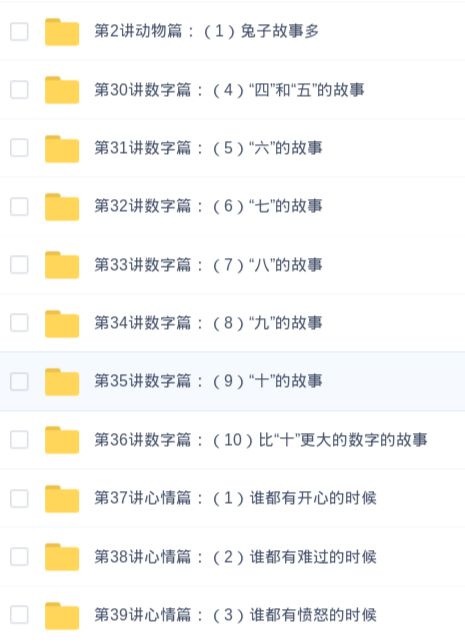 第2讲动物篇：（1）兔子故事多
第30讲数字篇：（4）“四”和“五”的故事
第31讲数字篇：（5）“六”的故事
第32讲数字篇：（6）“七”的故事
第33讲数字篇：（7）“八”的故事
第34讲数字篇：（8）“九”的故事
第35讲数字篇：（9）“十”的故事
第36讲数字篇：（10）比“十”更大的数字的故事
第37讲心情篇：（1）谁都有开心的时候
第38讲心情篇：（2）谁都有难过的时候
第39讲心情篇：（3）谁都有愤怒的时候